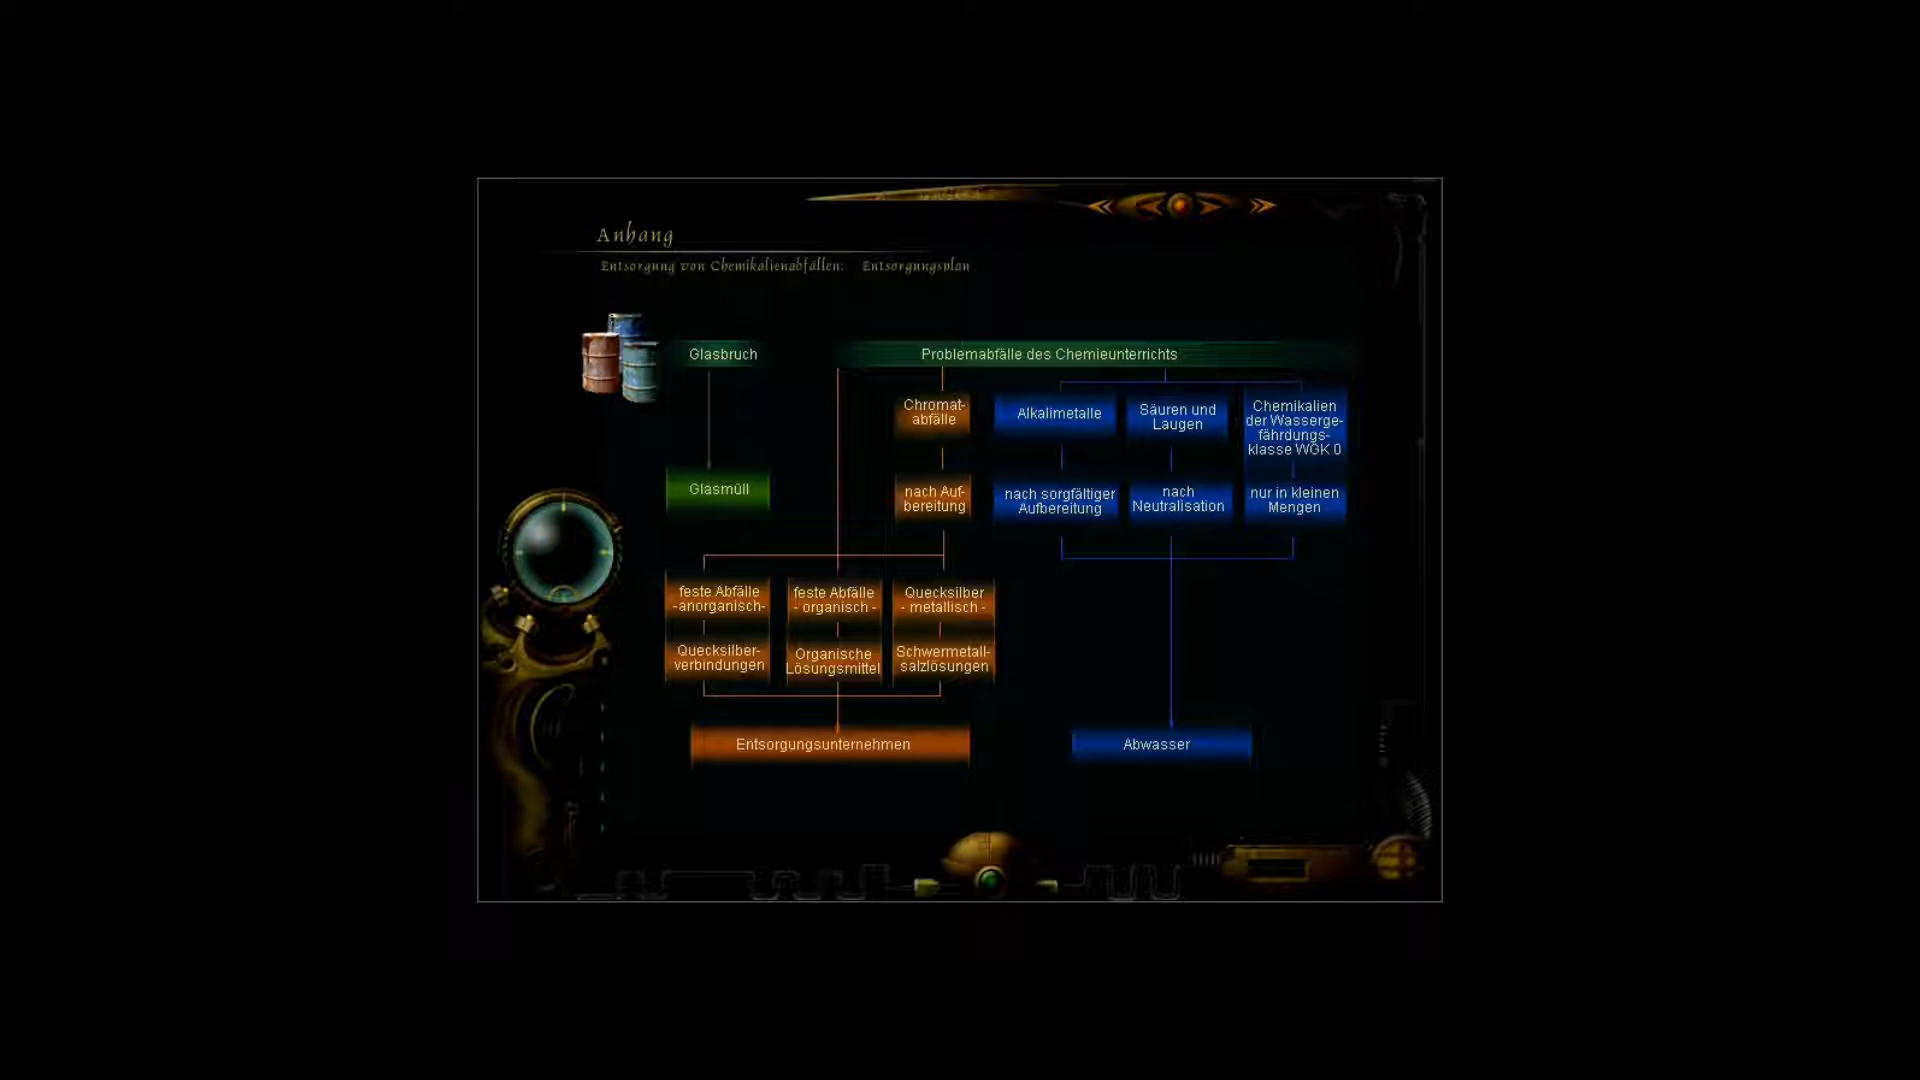 Anhang
Entsorgung von Chemikalienabfällen: Entsorgungsplan
Glasbruch
Problemabfälle des Chemieunterrichts
Chromat-
abfälle
Alkalimetalle
Säuren und
Laugen
Chemikalien
der Wasserge-
fährdungs-
klasse WGK 0
Glasmüll
nach Auf-
bereitung
nach sorgfältiger
Aufbereitung
nach
Neutralisation
nur in kleinen
Mengen
feste Abfälle
-anorganisch-
feste Abfälle
- organisch -
Quecksilber
- metallisch -
Quecksilber-
verbindungen
Organische
Lösungsmittel
Schwermetall-
salzlösungen
Entsorgungsunternehmen
Abwasser